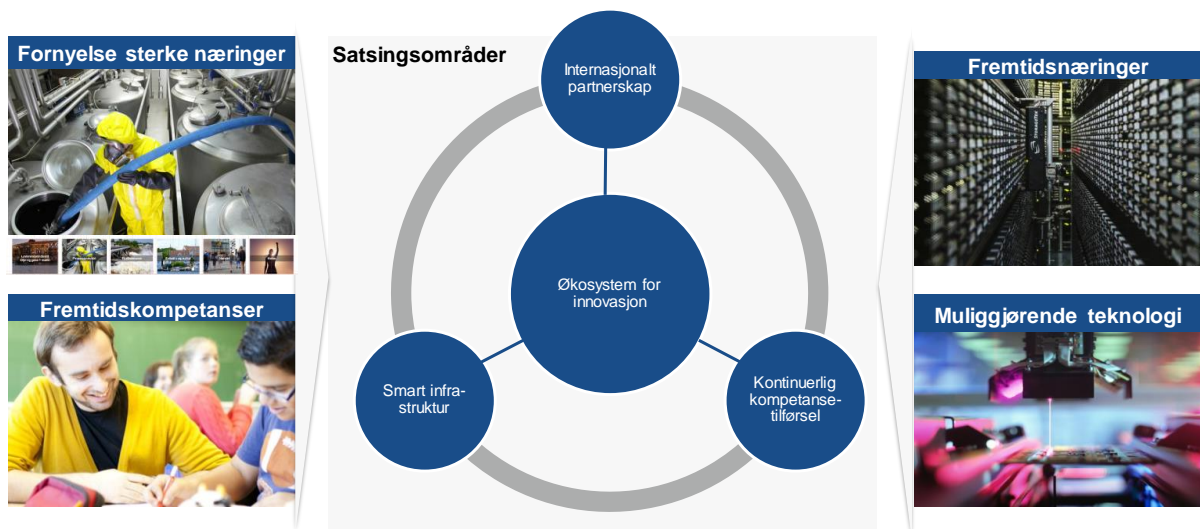 Fornyelse sterke næringer
Fremtidskompetanser
Satsingsområder
Internasjonalt
partnerskap
Økosystem for
innovasjon
Smart infra-
struktur
Kontinuerlig
kompetanse-
tilførsel
Fremtidsnæringer
Muliggjørende teknologi